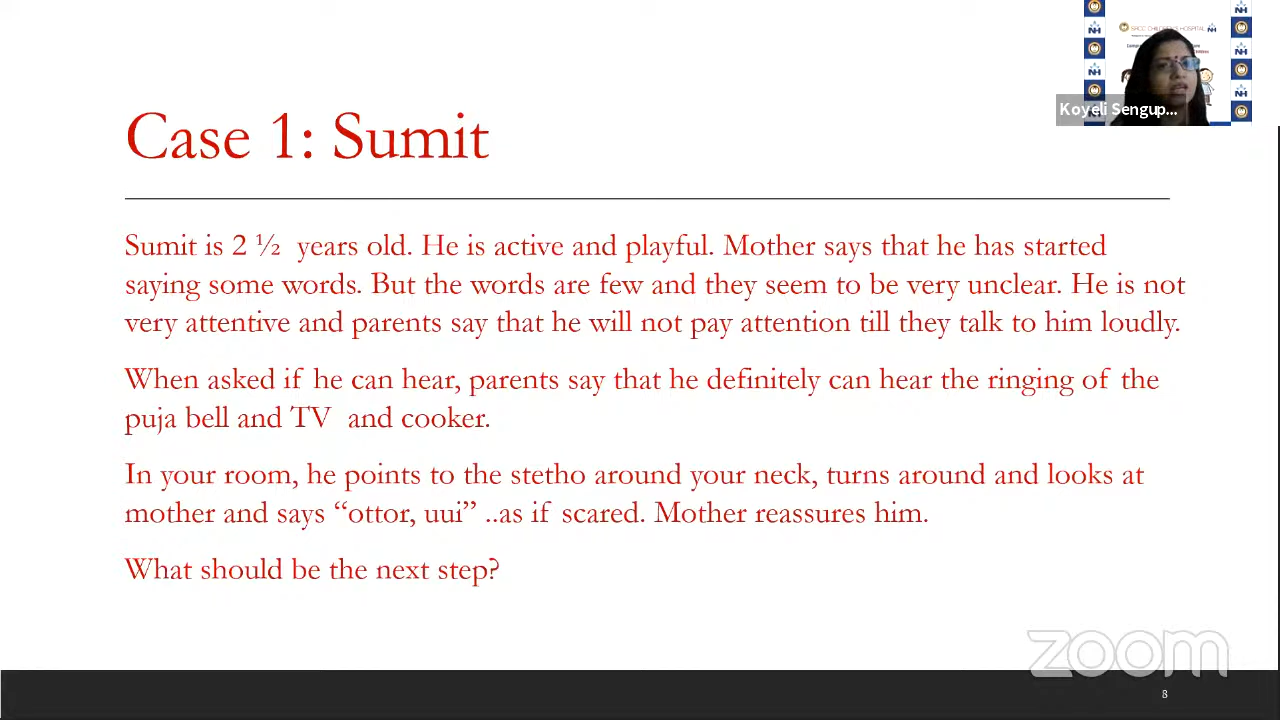 SRCC CHILDREN'S HOSPITAL
NH
Koyeli Sengup...
Case 1: Sumit
Sumit is 2 ½ years old. He is active and playful. Mother says that he has started
saying some words. But the words are few and they seem to be very unclear. He is not
very attentive and parents say that he will not pay attention till they talk to him loudly.
When asked if he can hear, parents say that he definitely can hear the ringing of the
puja bell and TV and cooker.
In your room, he points to the stetho around your neck, turns around and looks at
mother and says “ottor, uui” ..as if scared. Mother reassures him.
What should be the next step?
zoom
8